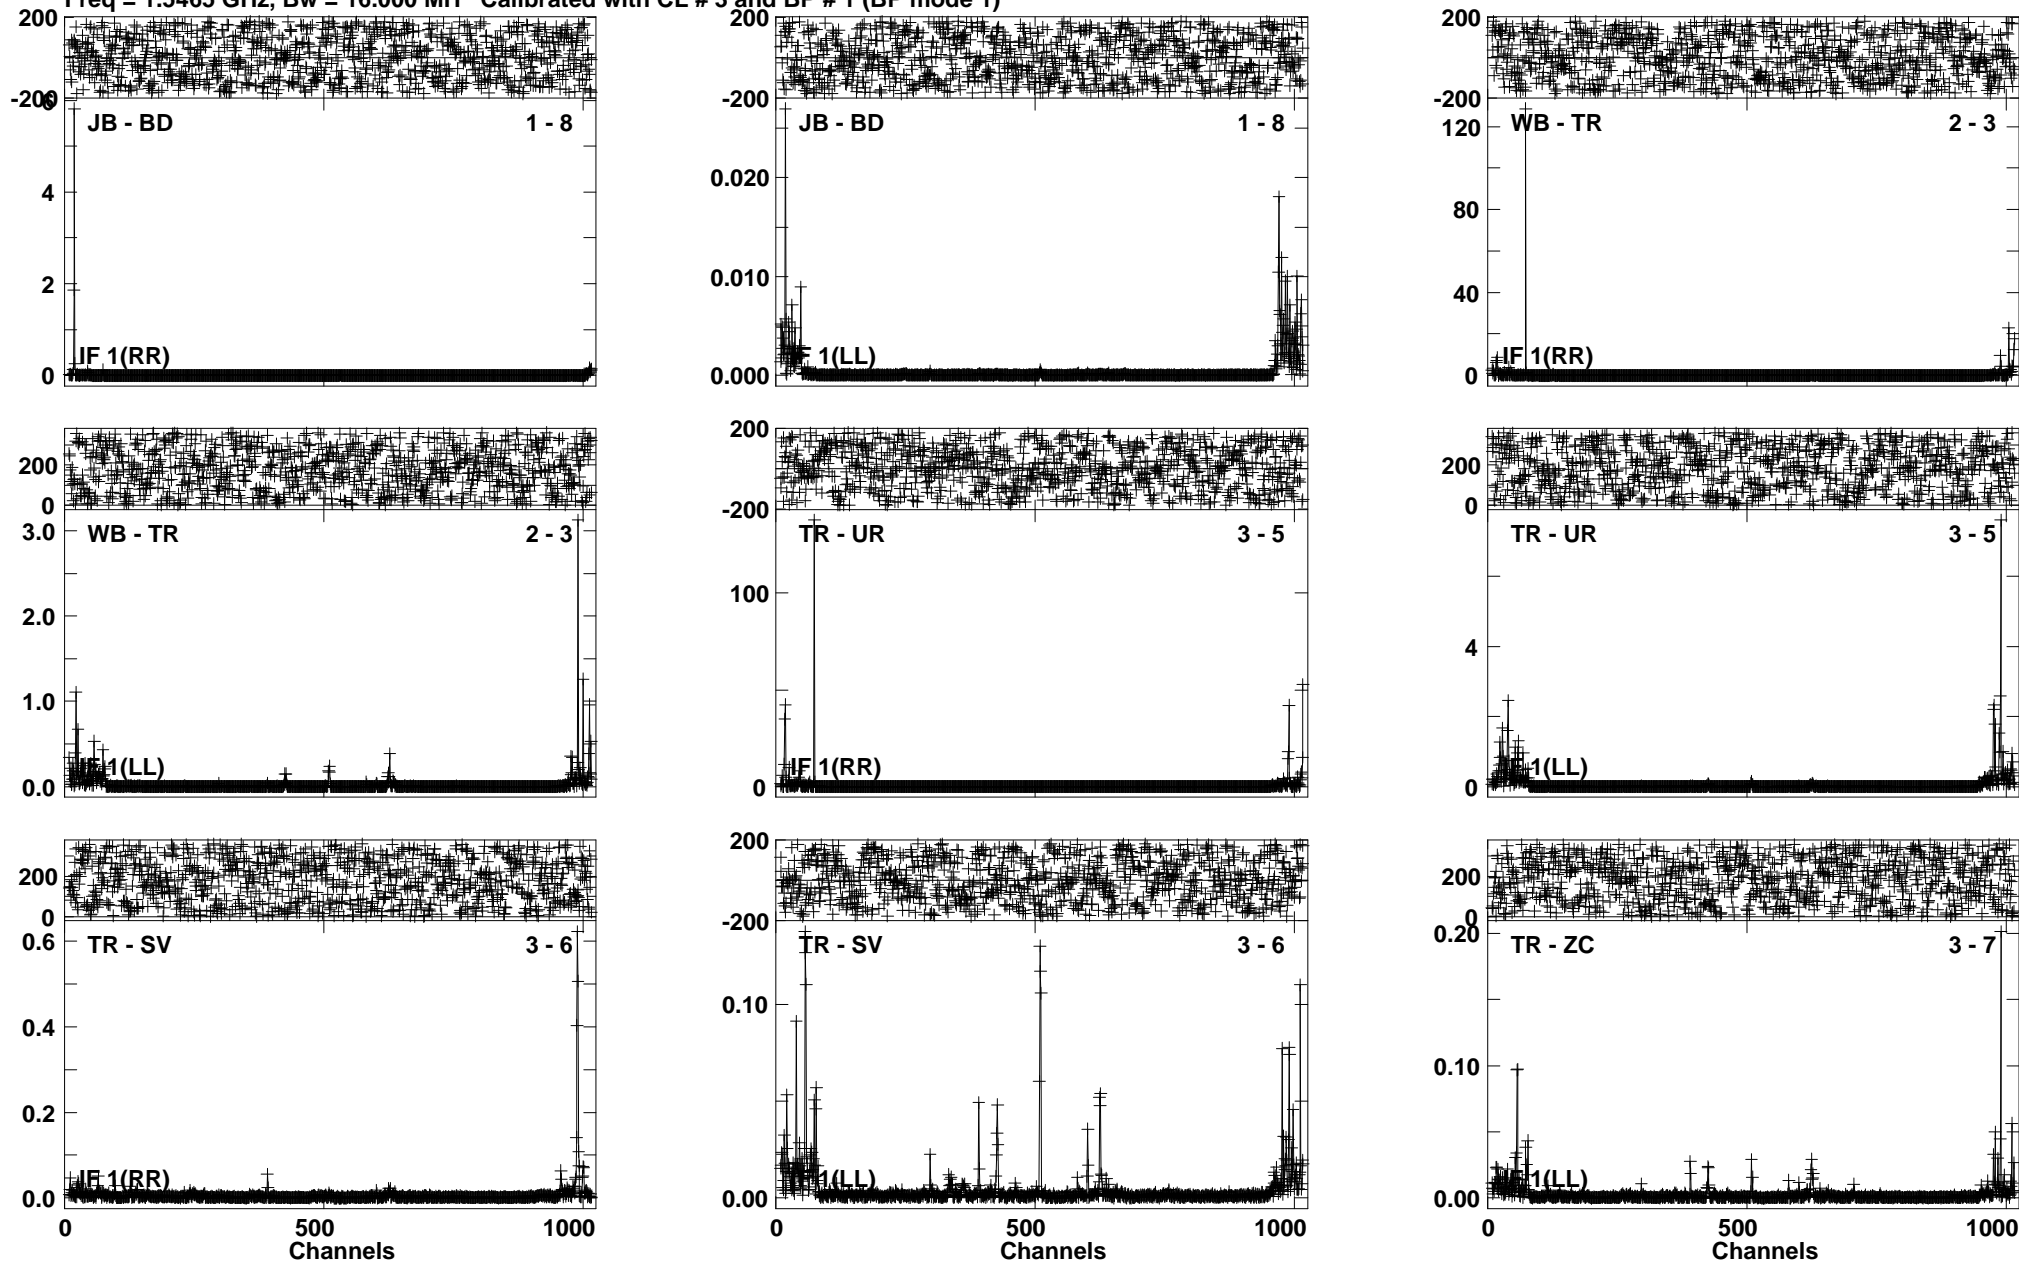 Freq = 1.5465 GHz, Bw = 16.000 MH Calibrated with CL # 3 and BP # 1 (BP mode 1)
200 200 200
-200 -200 -200
6
JB - BD 1 - 8
JB - BD 1 - 8
WB - TR 2 - 3
4 2 0
0.020 0.010 0.000
120 80 40 0
IF 1(RR)
IF 1(LL)
IF 1(RR)
200 0
200 -200
200 0
WB - TR 2 - 3
TR - UR 3 - 5
TR - UR 3 - 5
3.0 2.0 1.0 0.0
100 0
4 0
IF 1(LL)
IF 1(RR)
IF 1(LL)
200 0
200 -200
200 0
TR - SV 3 - 6
TR - SV 3 - 6
TR - ZC 3 - 7
0.6 0.4 0.2 0.0
0.10 0.00
0.20 0.10 0.00
IF 1(RR)
IF 1(LL)
IF 1(LL)
0 500 1000
0 500 1000
0 500 1000
Channels
Channels
Channels